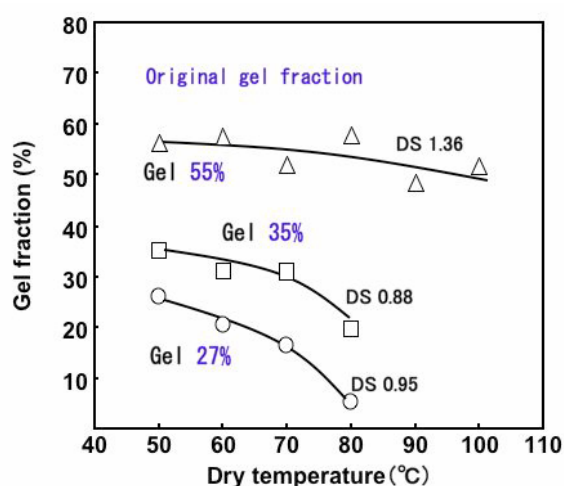 80
70
60
50
40
30
20
10
Gel fraction (%)
Original gel fraction
DS 1.36
Gel 55%
Gel 35%
DS 0.88
Gel 27%
DS 0.95
40 50 60 70 80 90 100 110
Dry temperature(℃)